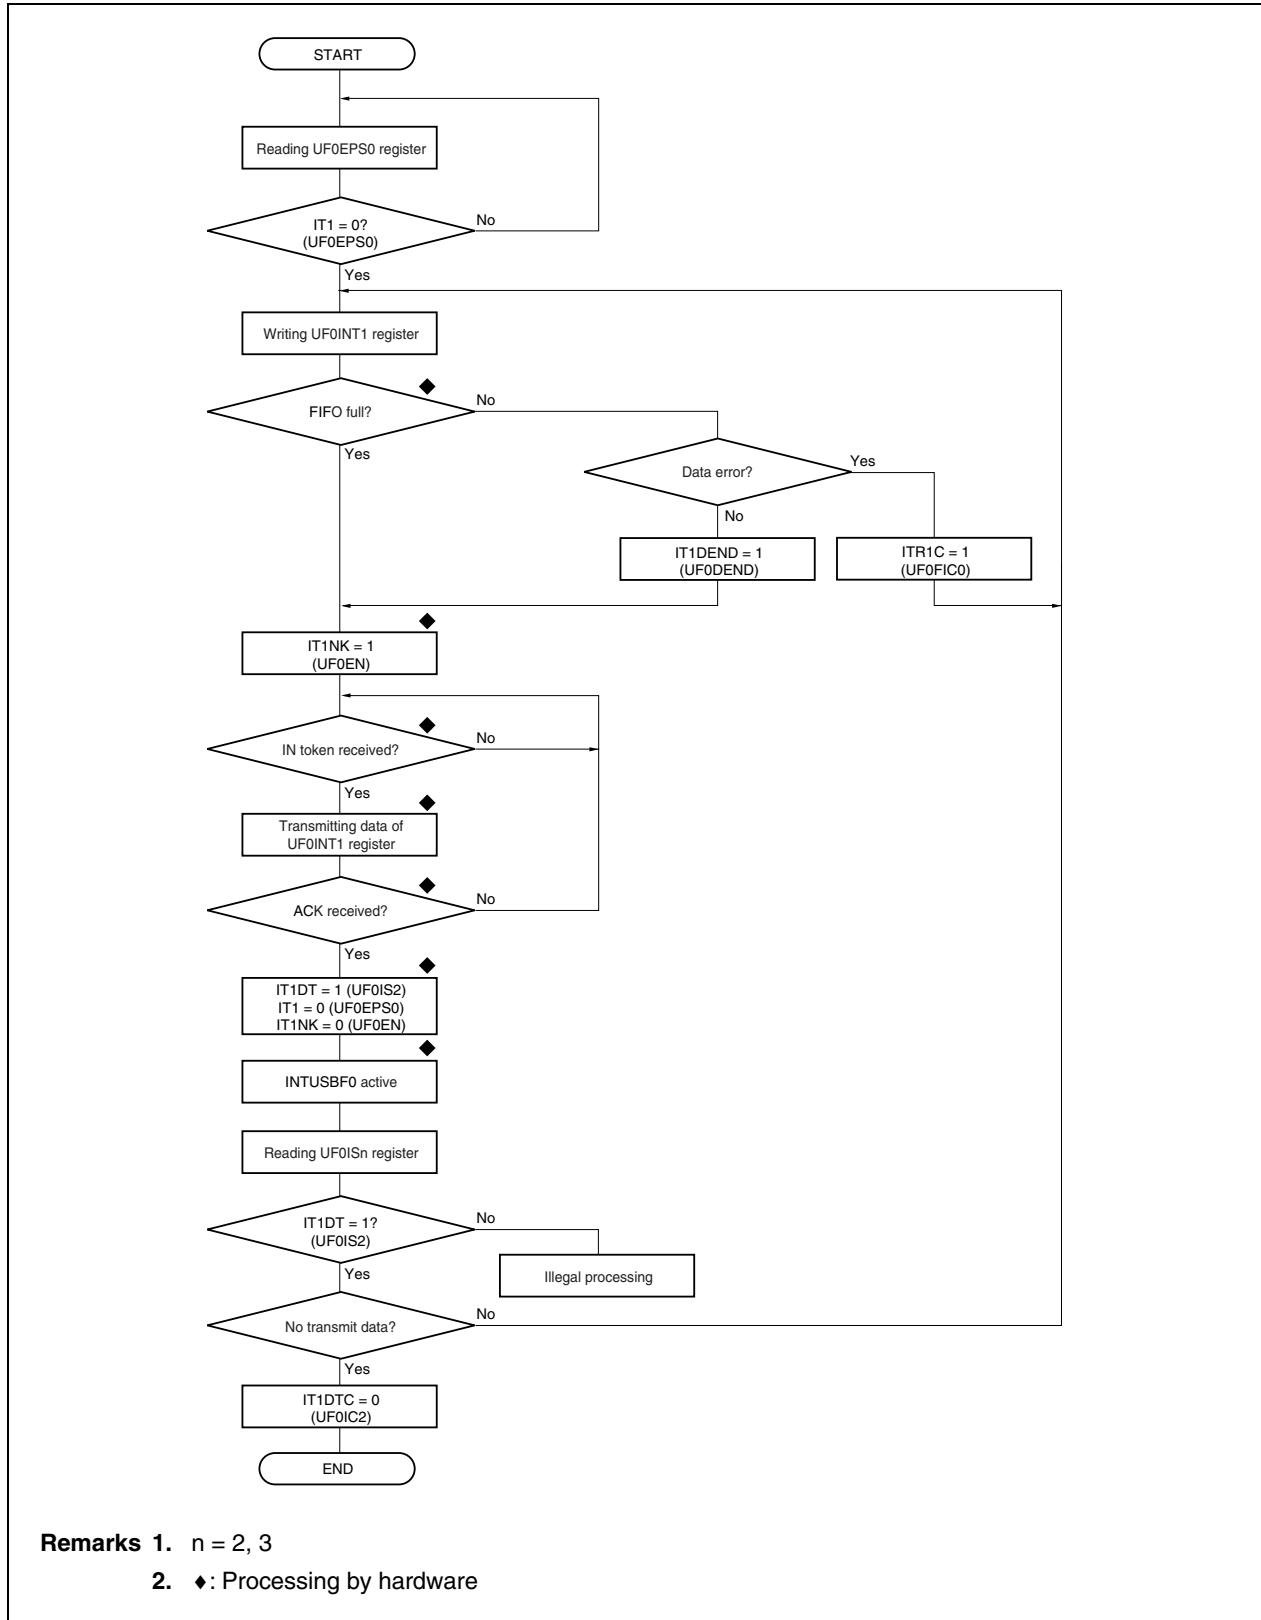 START
Reading UF0EPS0 register
IT1 = 0?
(UF0EPS0)
No
Yes
Writing UF0INT1 register
FIFO full?
No
Yes
Data error?
Yes
No
IT1DEND = 1
(UF0DEND)
ITR1C = 1
(UF0FIC0)
IT1NK = 1
(UF0EN)
IN token received?
No
Yes
Transmitting data of
UF0INT1 register
ACK received?
No
Yes
IT1DT = 1 (UF0IS2)
IT1 = 0 (UF0EPS0)
IT1NK = 0 (UF0EN)
INTUSBF0 active
Reading UF0ISn register
IT1DT = 1?
(UF0IS2)
No
Illegal processing
Yes
No transmit data?
No
Yes
IT1DTC = 0
(UF0IC2)
END
Remarks 1. n = 2, 3
2. ♦: Processing by hardware